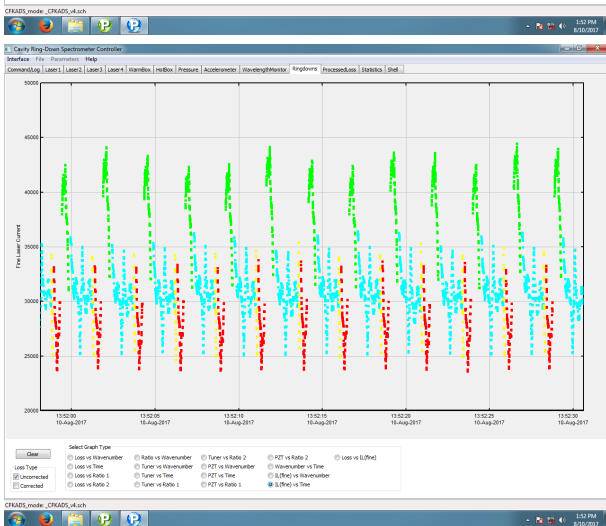 CFKADS_mode: _CFKADS_v4.sch
1:52 PM
8/10/2017
Cavity Ring-Down Spectrometer Controller
Interface File Parameters Help
Command/Log Laser1 Laser2 Laser3 Laser4 WarmBox HotBox Pressure Accelerometer WavelengthMonitor Ringdowns ProcessedLoss Statistics Shell
50000
45000
40000
35000
30000
25000
20000
Fine Laser Current
13:52:00 13:52:05 13:52:10 13:52:15 13:52:20 13:52:25 13:52:30
10-Aug-2017 10-Aug-2017 10-Aug-2017 10-Aug-2017 10-Aug-2017 10-Aug-2017 10-Aug-2017
Select Graph Type
Clear
Loss vs Wavenumber Ratio vs Wavenumber Tuner vs Ratio 2 PZT vs Ratio 2 Loss vs IL(fine)
Loss vs Time Tuner vs Wavenumber PZT vs Wavenumber Wavenumber vs Time
Loss vs Ratio 1 Tuner vs Time PZT vs Time IL(fine) vs Wavenumber
Loss vs Ratio 2 Tuner vs Ratio 1 PZT vs Ratio 1 IL(fine) vs Time
Loss Type
Uncorrected
Corrected
CFKADS_mode: _CFKADS_v4.sch
1:52 PM
8/10/2017